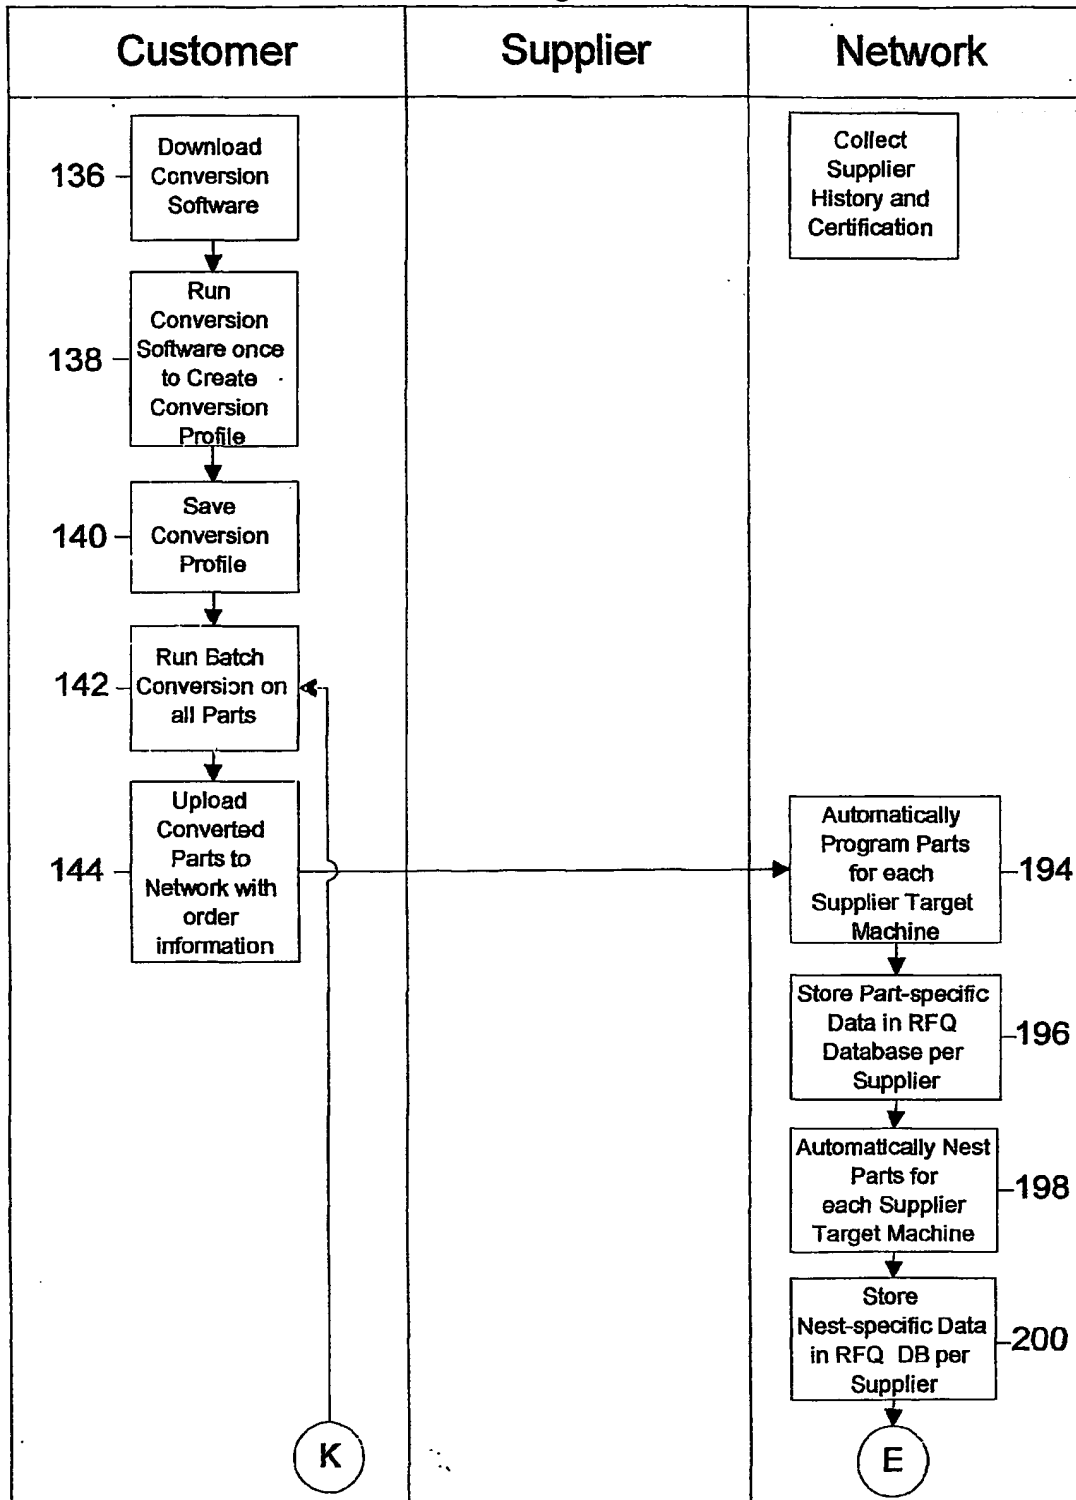 Customer
Supplier
Network
136
Download
Conversion
Software
138
Run
Conversion
Software once
to Create
Conversion
Profile
140
Save
Conversion
Profile
142
Run Batch
Conversion on
all Parts
144
Upload
Converted
Parts to
Network with
order
information
K
Collect
Supplier
History and
Certification
Automatically
Program Parts
for each
Supplier Target
Machine
194
Store Part-specific
Data in RFQ
Database per
Supplier
196
Automatically Nest
Parts for
each Supplier
Target Machine
198
Store
Nest-specific Data
in RFQ DB per
Supplier
200
E